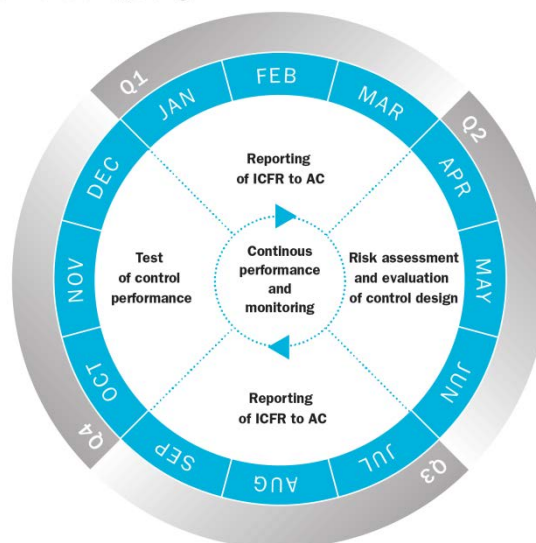 Q1
JAN
FEB
MAR
Q2
APR
MAY
JUN
Q3
JUL
AUG
SEP
Q4
OCT
NOV
DEC
Reporting
of ICFR to AC
Risk assessment
and evaluation
of control design
Reporting
of ICFR to AC
Test
of control
performance
Continous
performance
and
monitoring